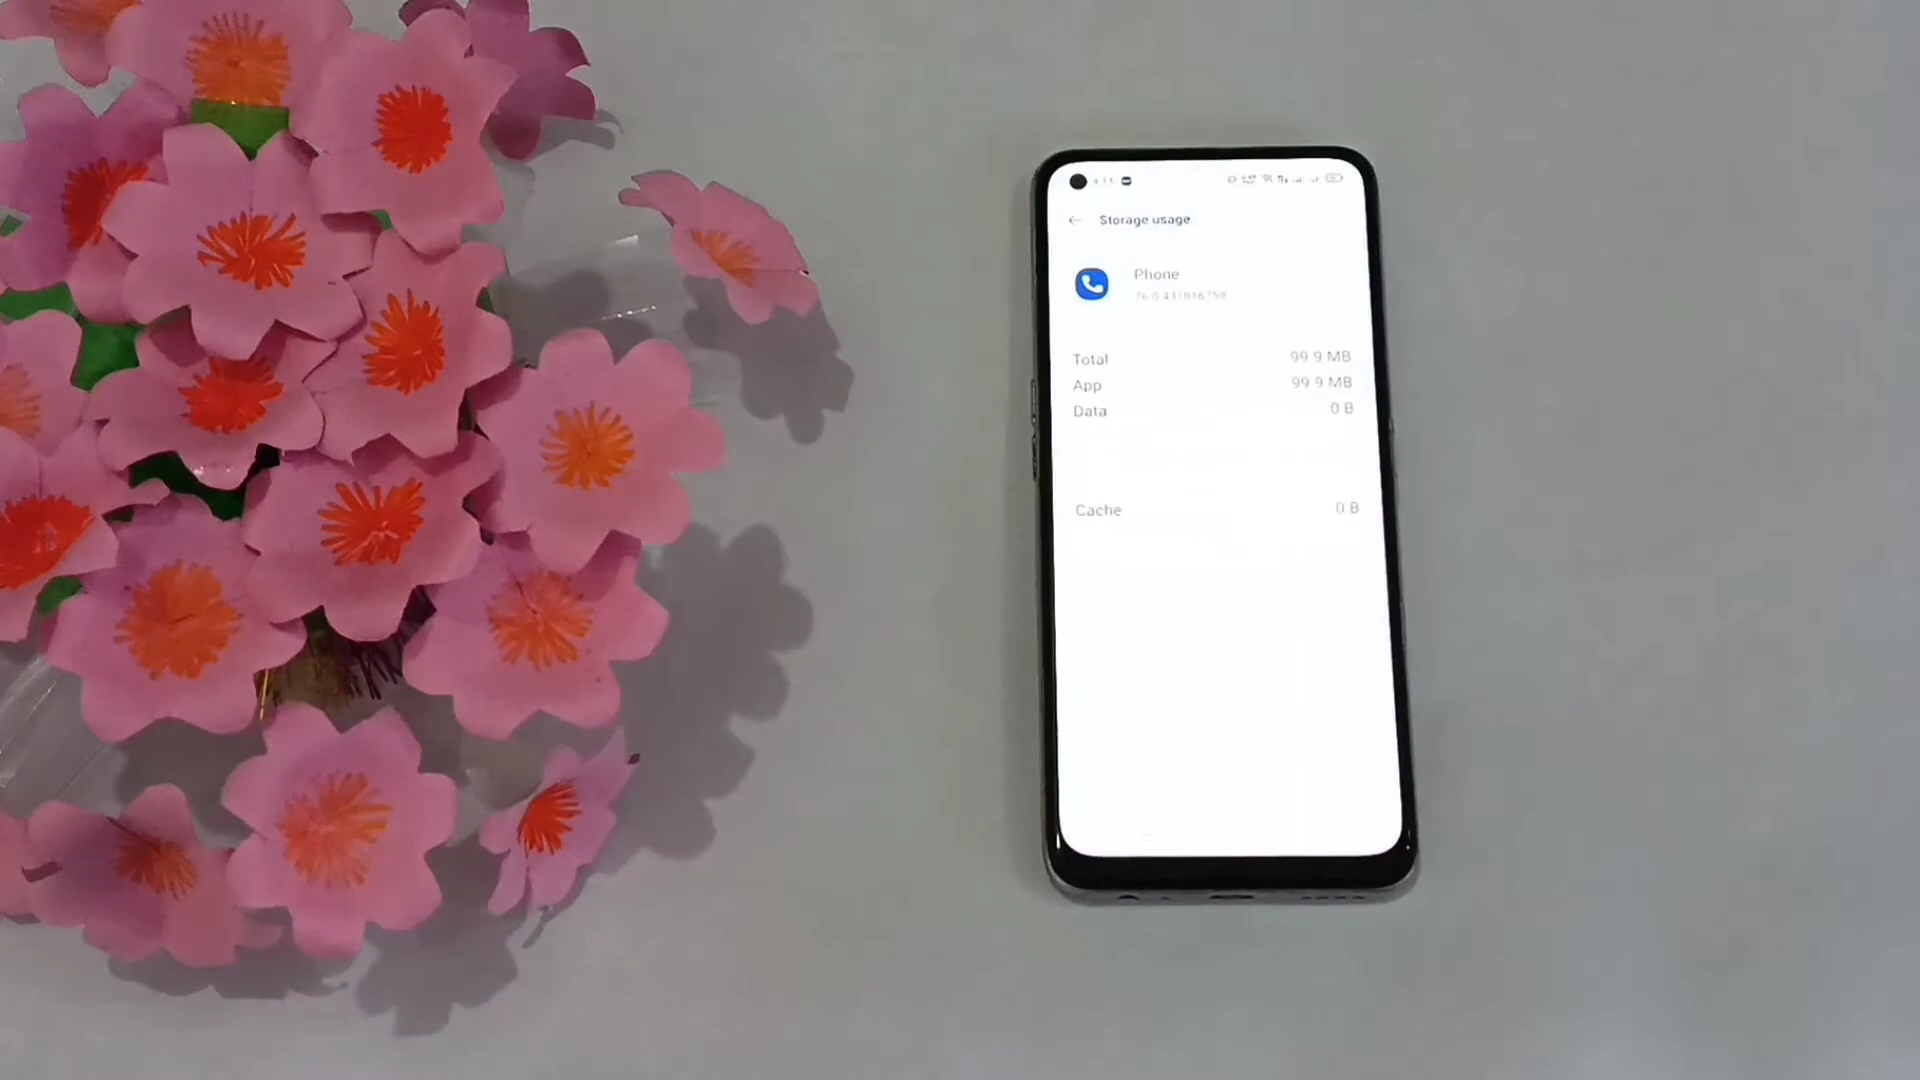 Storage usage
Phone
Total 99.9 MB
App 99.9 MB
Data 0 B
Cache 0 B